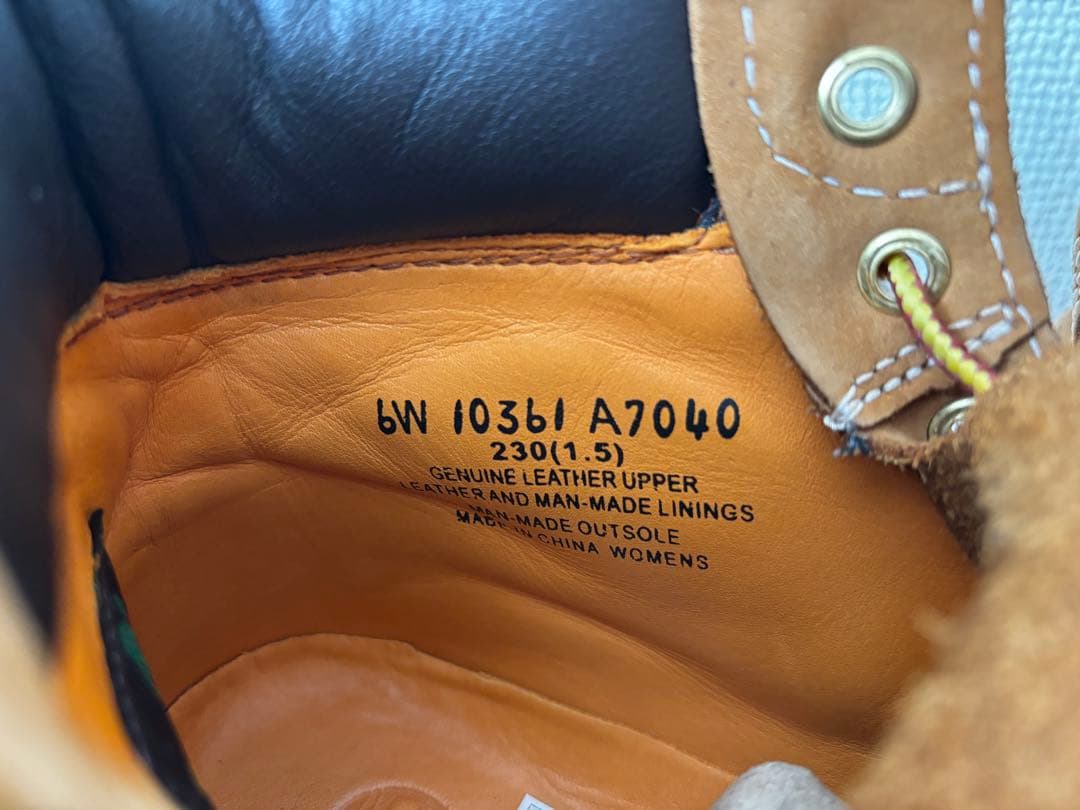 6W 10361 A7040
230(1.5)
GENUINE LEATHER UPPER
LEATHER AND MAN-MADE LININGS
MAN-MADE OUTSOLE
MADE IN CHINA WOMENS